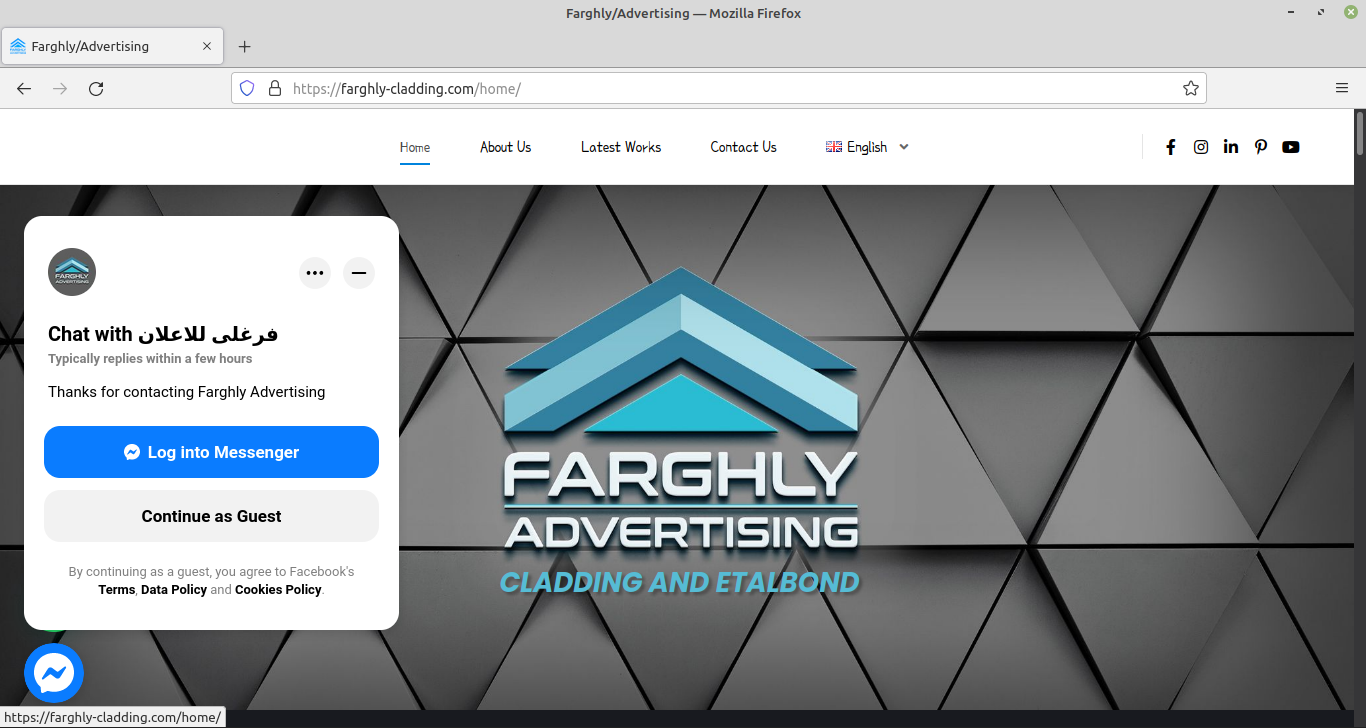 Farghly/Advertising — Mozilla Firefox
Farghly/Advertising
https://farghly-cladding.com/home/
Home
About Us
Latest Works
Contact Us
English
FARGHLY
ADVERTISING
Chat with فرغلى للاعلان
Typically replies within a few hours
Thanks for contacting Farghly Advertising
Log into Messenger
Continue as Guest
By continuing as a guest, you agree to Facebook's
Terms, Data Policy and Cookies Policy.
FARGHLY
ADVERTISING
CLADDING AND ETALBOND
https://farghly-cladding.com/home/